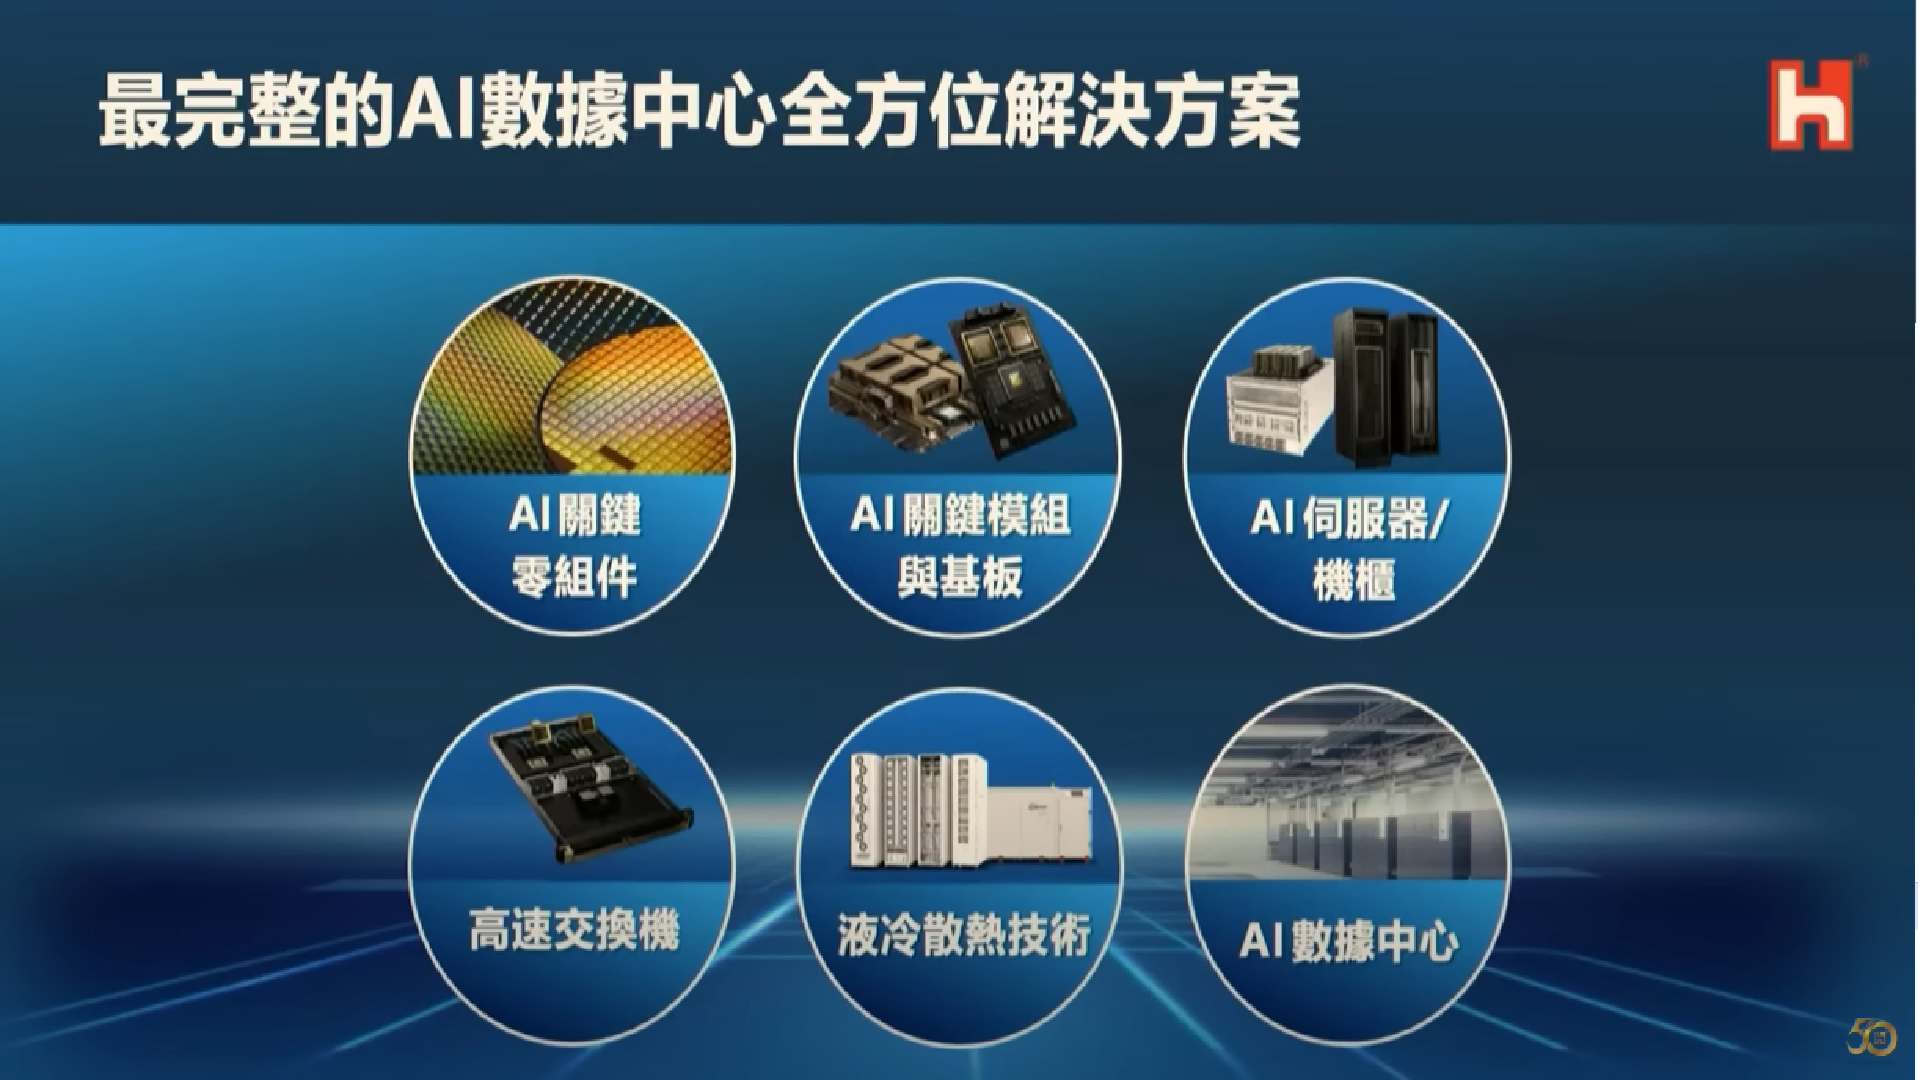 最完整的AI數據中心全方位解決方案
AI關鍵
零組件
AI關鍵模組
與基板
AI伺服器/
機櫃
高速交換機
液冷散熱技術
AI數據中心
50